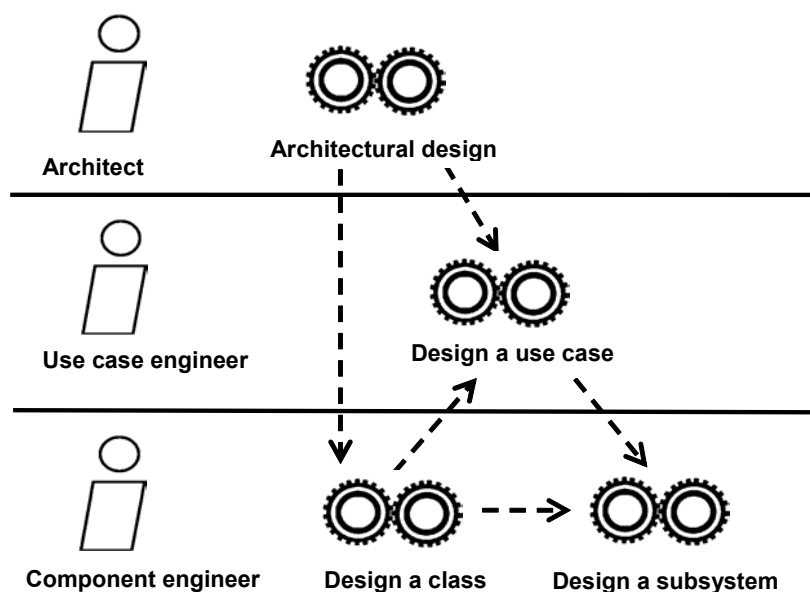 Architectural design
Architect
Design a use case
Use case engineer
Component engineer
Design a class
Design a subsystem